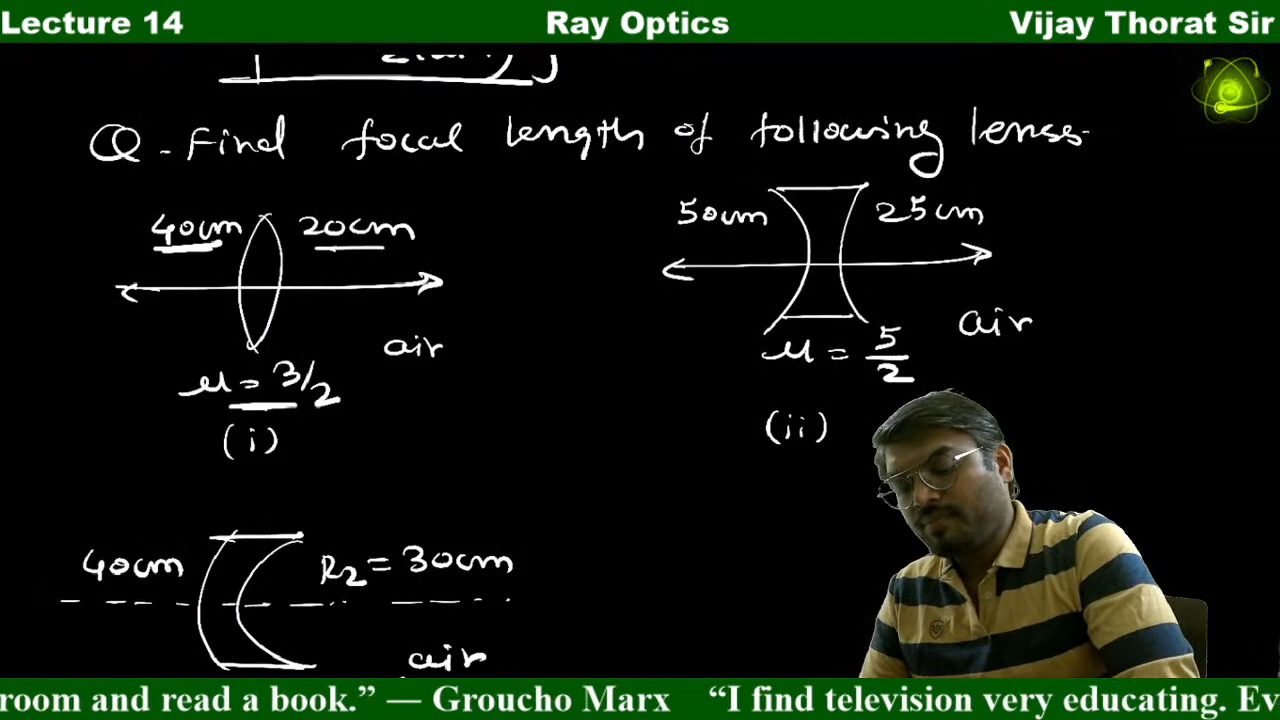 Lecture 14 Ray Optics Vijay Thorat Sir
Q - Find focal length of following lenses.
40cm 20cm
air
μ = 3/2
(i)
50cm 25cm
air
μ = 5/2
(ii)
40cm R2 = 30cm
air
room and read a book.” — Groucho Marx “I find television very educating. Ev